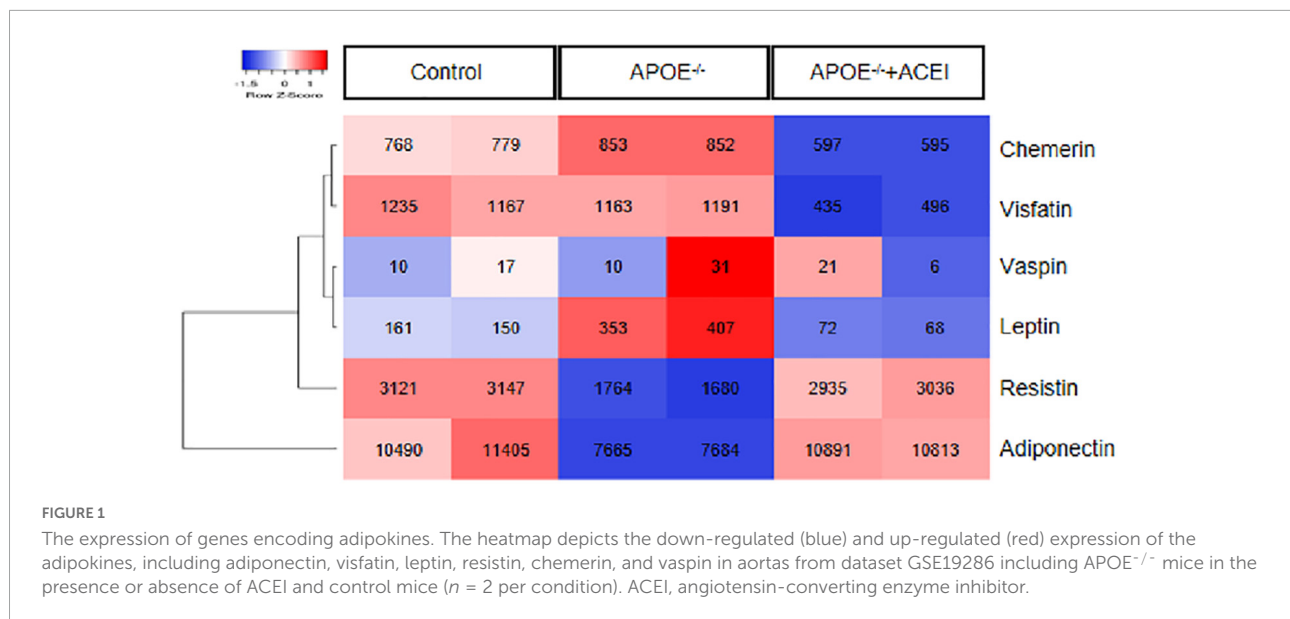 Control APOE-/- APOE-/-+ACEI
-1.5 0 1
Row Z-Score
768 779 853 852 597 595 Chemerin
1235 1167 1163 1191 435 496 Visfatin
10 17 10 31 21 6 Vaspin
161 150 353 407 72 68 Leptin
3121 3147 1764 1680 2935 3036 Resistin
10490 11405 7665 7684 10891 10813 Adiponectin
FIGURE 1
The expression of genes encoding adipokines. The heatmap depicts the down-regulated (blue) and up-regulated (red) expression of the
adipokines, including adiponectin, visfatin, leptin, resistin, chemerin, and vaspin in aortas from dataset GSE19286 including APOE-/- mice in the
presence or absence of ACEI and control mice (n = 2 per condition). ACEI, angiotensin-converting enzyme inhibitor.